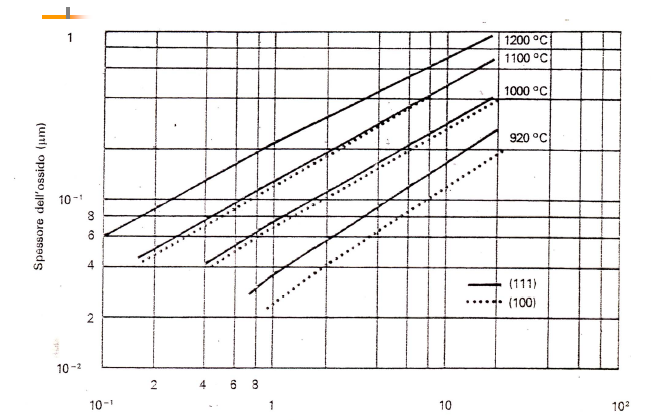 1
1200 °C
1100 °C
1000 °C
920 °C
Spessore dell'ossido (μm)
10⁻¹
8
6
4
2
10⁻²
(111)
(100)
2 4 6 8
10⁻¹ 1 10 10²